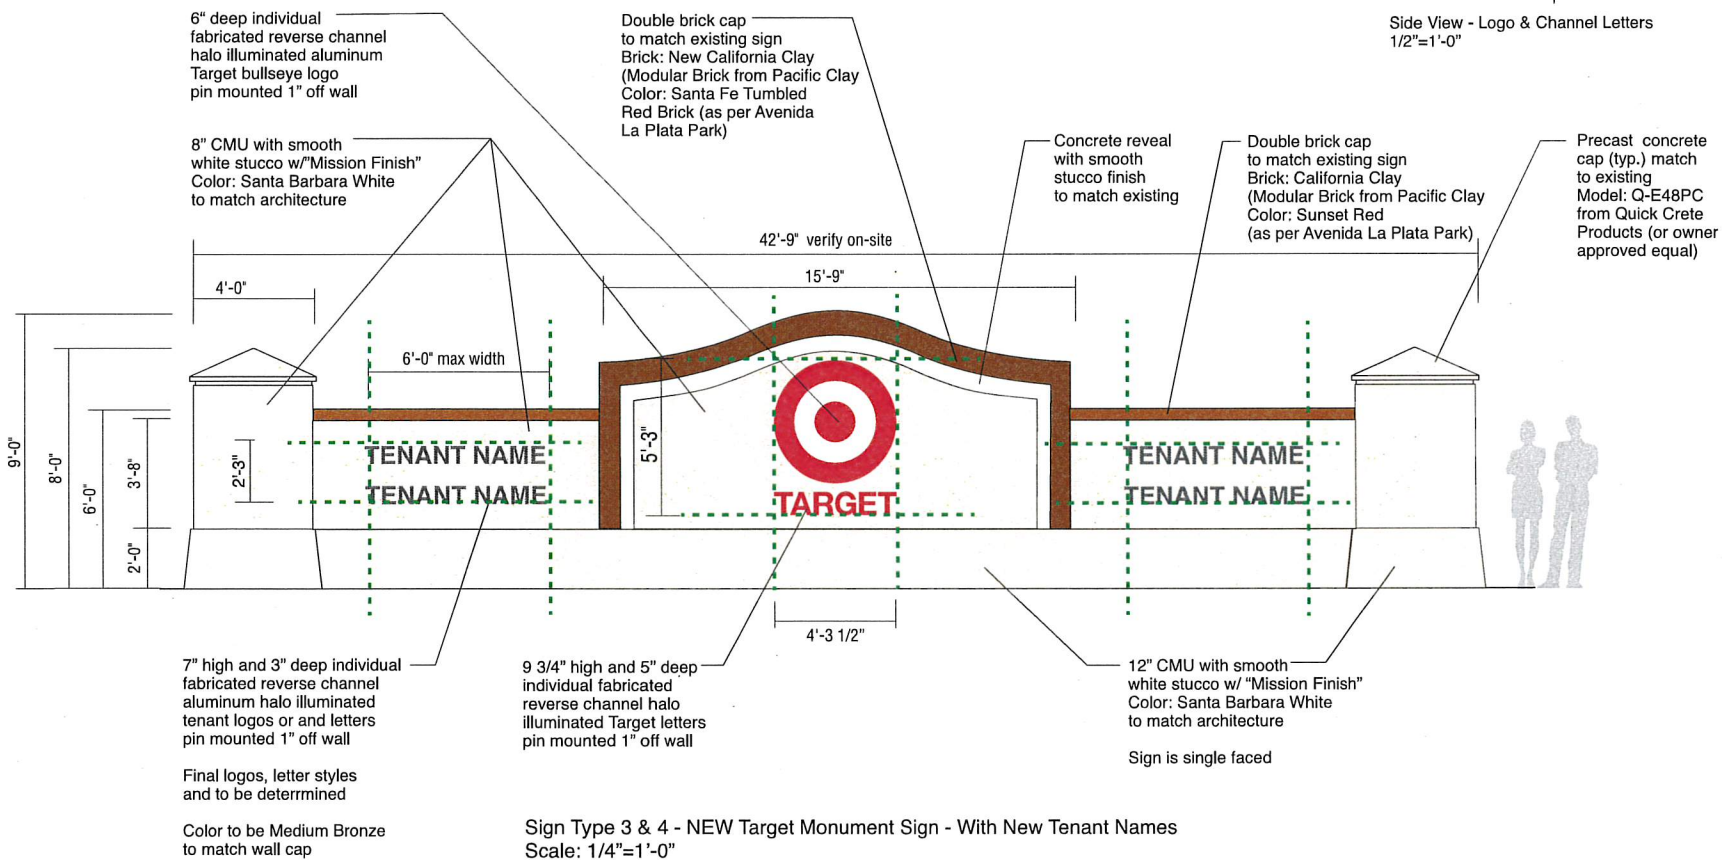 6“ deep individual
fabricated reverse channel
halo illuminated aluminum
Target bullseye logo
pin mounted 1” off wall
Double brick cap
to match existing sign
Brick: New California Clay
(Modular Brick from Pacific Clay
Color: Santa Fe Tumbled
Red Brick (as per Avenida
La Plata Park)
Side View - Logo & Channel Letters
1/2”=1’-0”
8” CMU with smooth
white stucco w/”Mission Finish”
Color: Santa Barbara White
to match architecture
Concrete reveal
with smooth
stucco finish
to match existing
Double brick cap
to match existing sign
Brick: California Clay
(Modular Brick from Pacific Clay
Color: Sunset Red
(as per Avenida La Plata Park)
Precast concrete
cap (typ.) match
to existing
Model: Q-E48PC
from Quick Crete
Products (or owner
approved equal)
42'-9" verify on-site
15'-9"
4'-0"
6'-0" max width
9'-0"
8'-0"
6'-0"
3'-8"
2'-0"
2'-3"
5'-3"
TENANT NAME
TENANT NAME
TARGET
TENANT NAME
TENANT NAME
4'-3 1/2"
7” high and 3” deep individual
fabricated reverse channel
aluminum halo illuminated
tenant logos or and letters
pin mounted 1” off wall
Final logos, letter styles
and to be deterrmined
Color to be Medium Bronze
to match wall cap
9 3/4” high and 5” deep
individual fabricated
reverse channel halo
illuminated Target letters
pin mounted 1” off wall
12” CMU with smooth
white stucco w/ “Mission Finish”
Color: Santa Barbara White
to match architecture
Sign is single faced
Sign Type 3 & 4 - NEW Target Monument Sign - With New Tenant Names
Scale: 1/4”=1’-0”